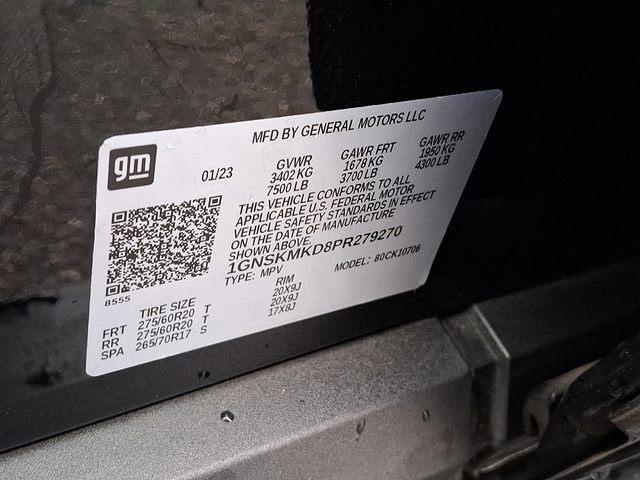 MFD BY GENERAL MOTORS LLC
gm
01/23
GVWR GAWR FRT GAWR RR
3402 KG 1678 KG 1950 KG
7500 LB 3700 LB 4300 LB
THIS VEHICLE CONFORMS TO ALL
APPLICABLE U.S. FEDERAL MOTOR
VEHICLE SAFETY STANDARDS IN EFFECT
ON THE DATE OF MANUFACTURE
SHOWN ABOVE.
1GNSKMKD8PR279270
TYPE: MPV MODEL: 80CK10706
8555
TIRE SIZE RIM
FRT 275/60R20 T 20X9J
RR 275/60R20 T 20X9J
SPA 265/70R17 S 17X8J